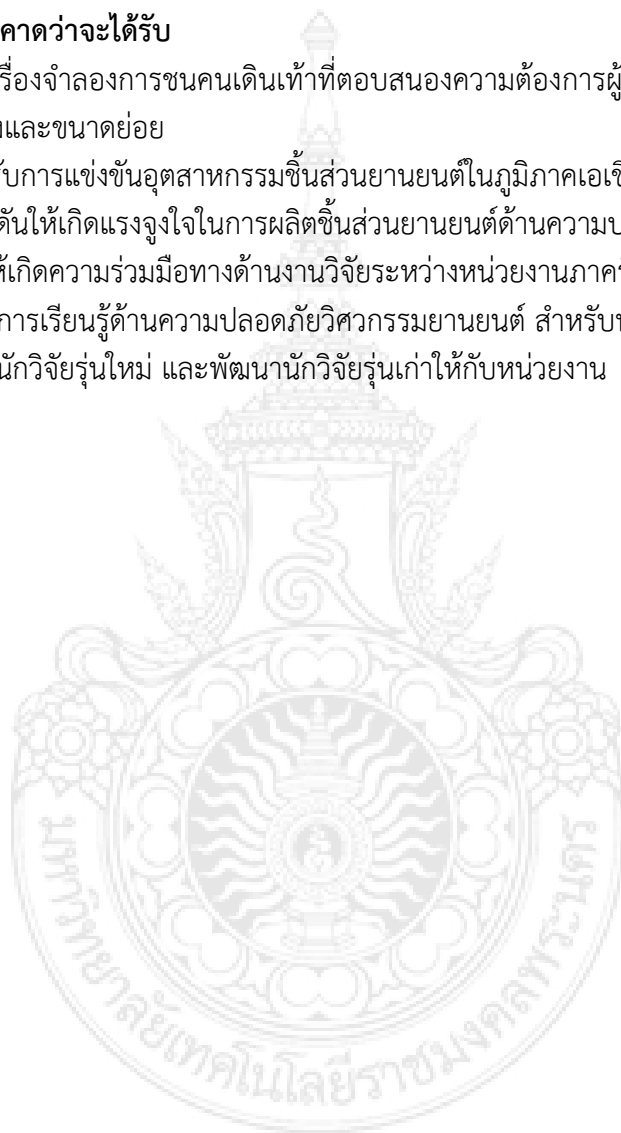 คาดว่าจะได้รับ
รื่องจำลองการชนคนเดินเท้าที่ตอบสนองความต้องการผู้
งและขนาดย่อย
รับการแข่งขันอุตสาหกรรมชิ้นส่วนยานยนต์ในภูมิภาคเอเชี
ดันให้เกิดแรงจูงใจในการผลิตชิ้นส่วนยานยนต์ด้านความป
ห้เกิดความร่วมมือทางด้านงานวิจัยระหว่างหน่วยงานภาครั
การเรียนรู้ด้านความปลอดภัยวิศวกรรมยานยนต์ สำหรับ
นักวิจัยรุ่นใหม่ และพัฒนานักวิจัยรุ่นเก่าให้กับหน่วยงาน
มหาวิทยาลัยเทคโนโลยีราชมงคลพระนคร